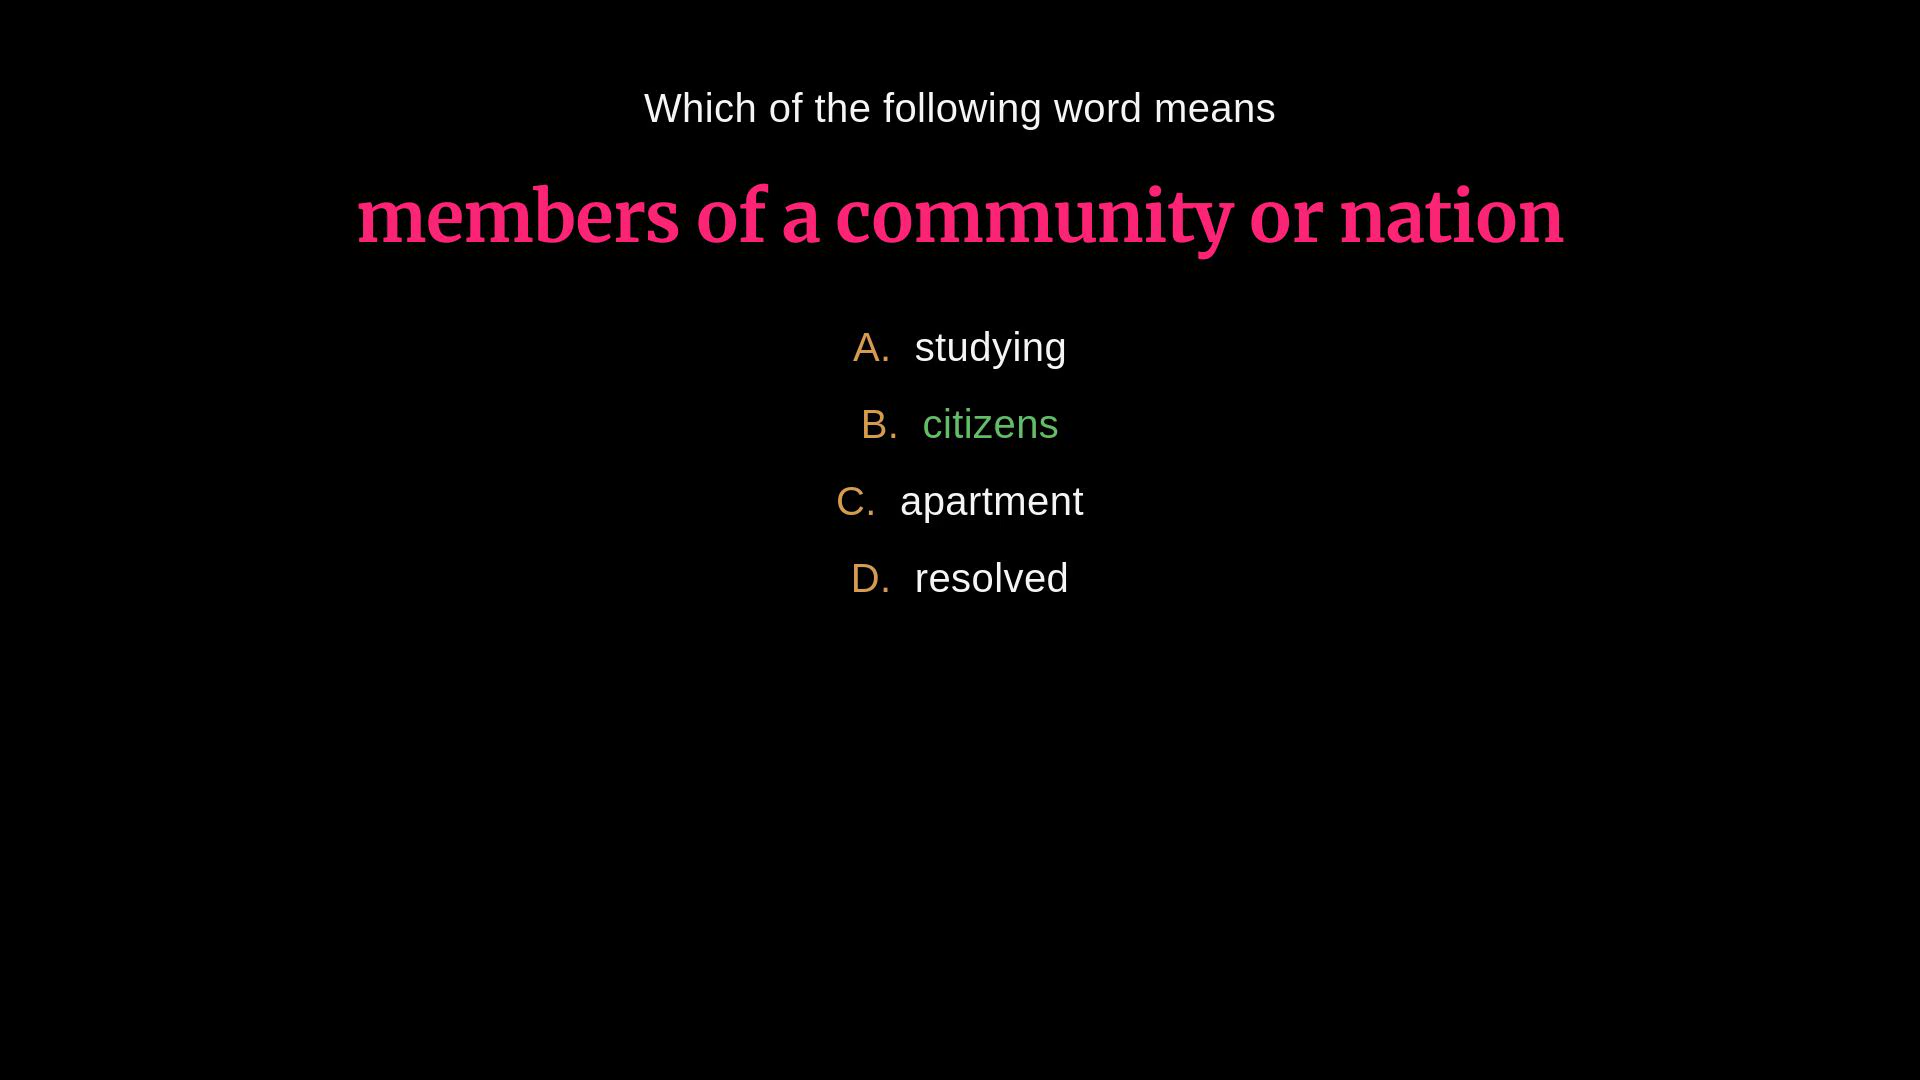 Which of the following word means
members of a community or nation
A. studying
B. citizens
C. apartment
D. resolved